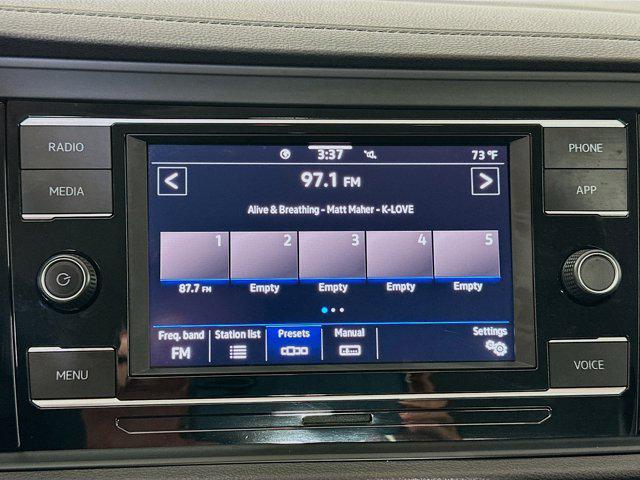 RADIO
MEDIA
MENU
3:37
73 °F
97.1 FM
Alive & Breathing - Matt Maher - K-LOVE
1 2 3 4 5
87.7 FM Empty Empty Empty Empty
Freq. band Station list Presets Manual Settings
FM
PHONE
APP
VOICE